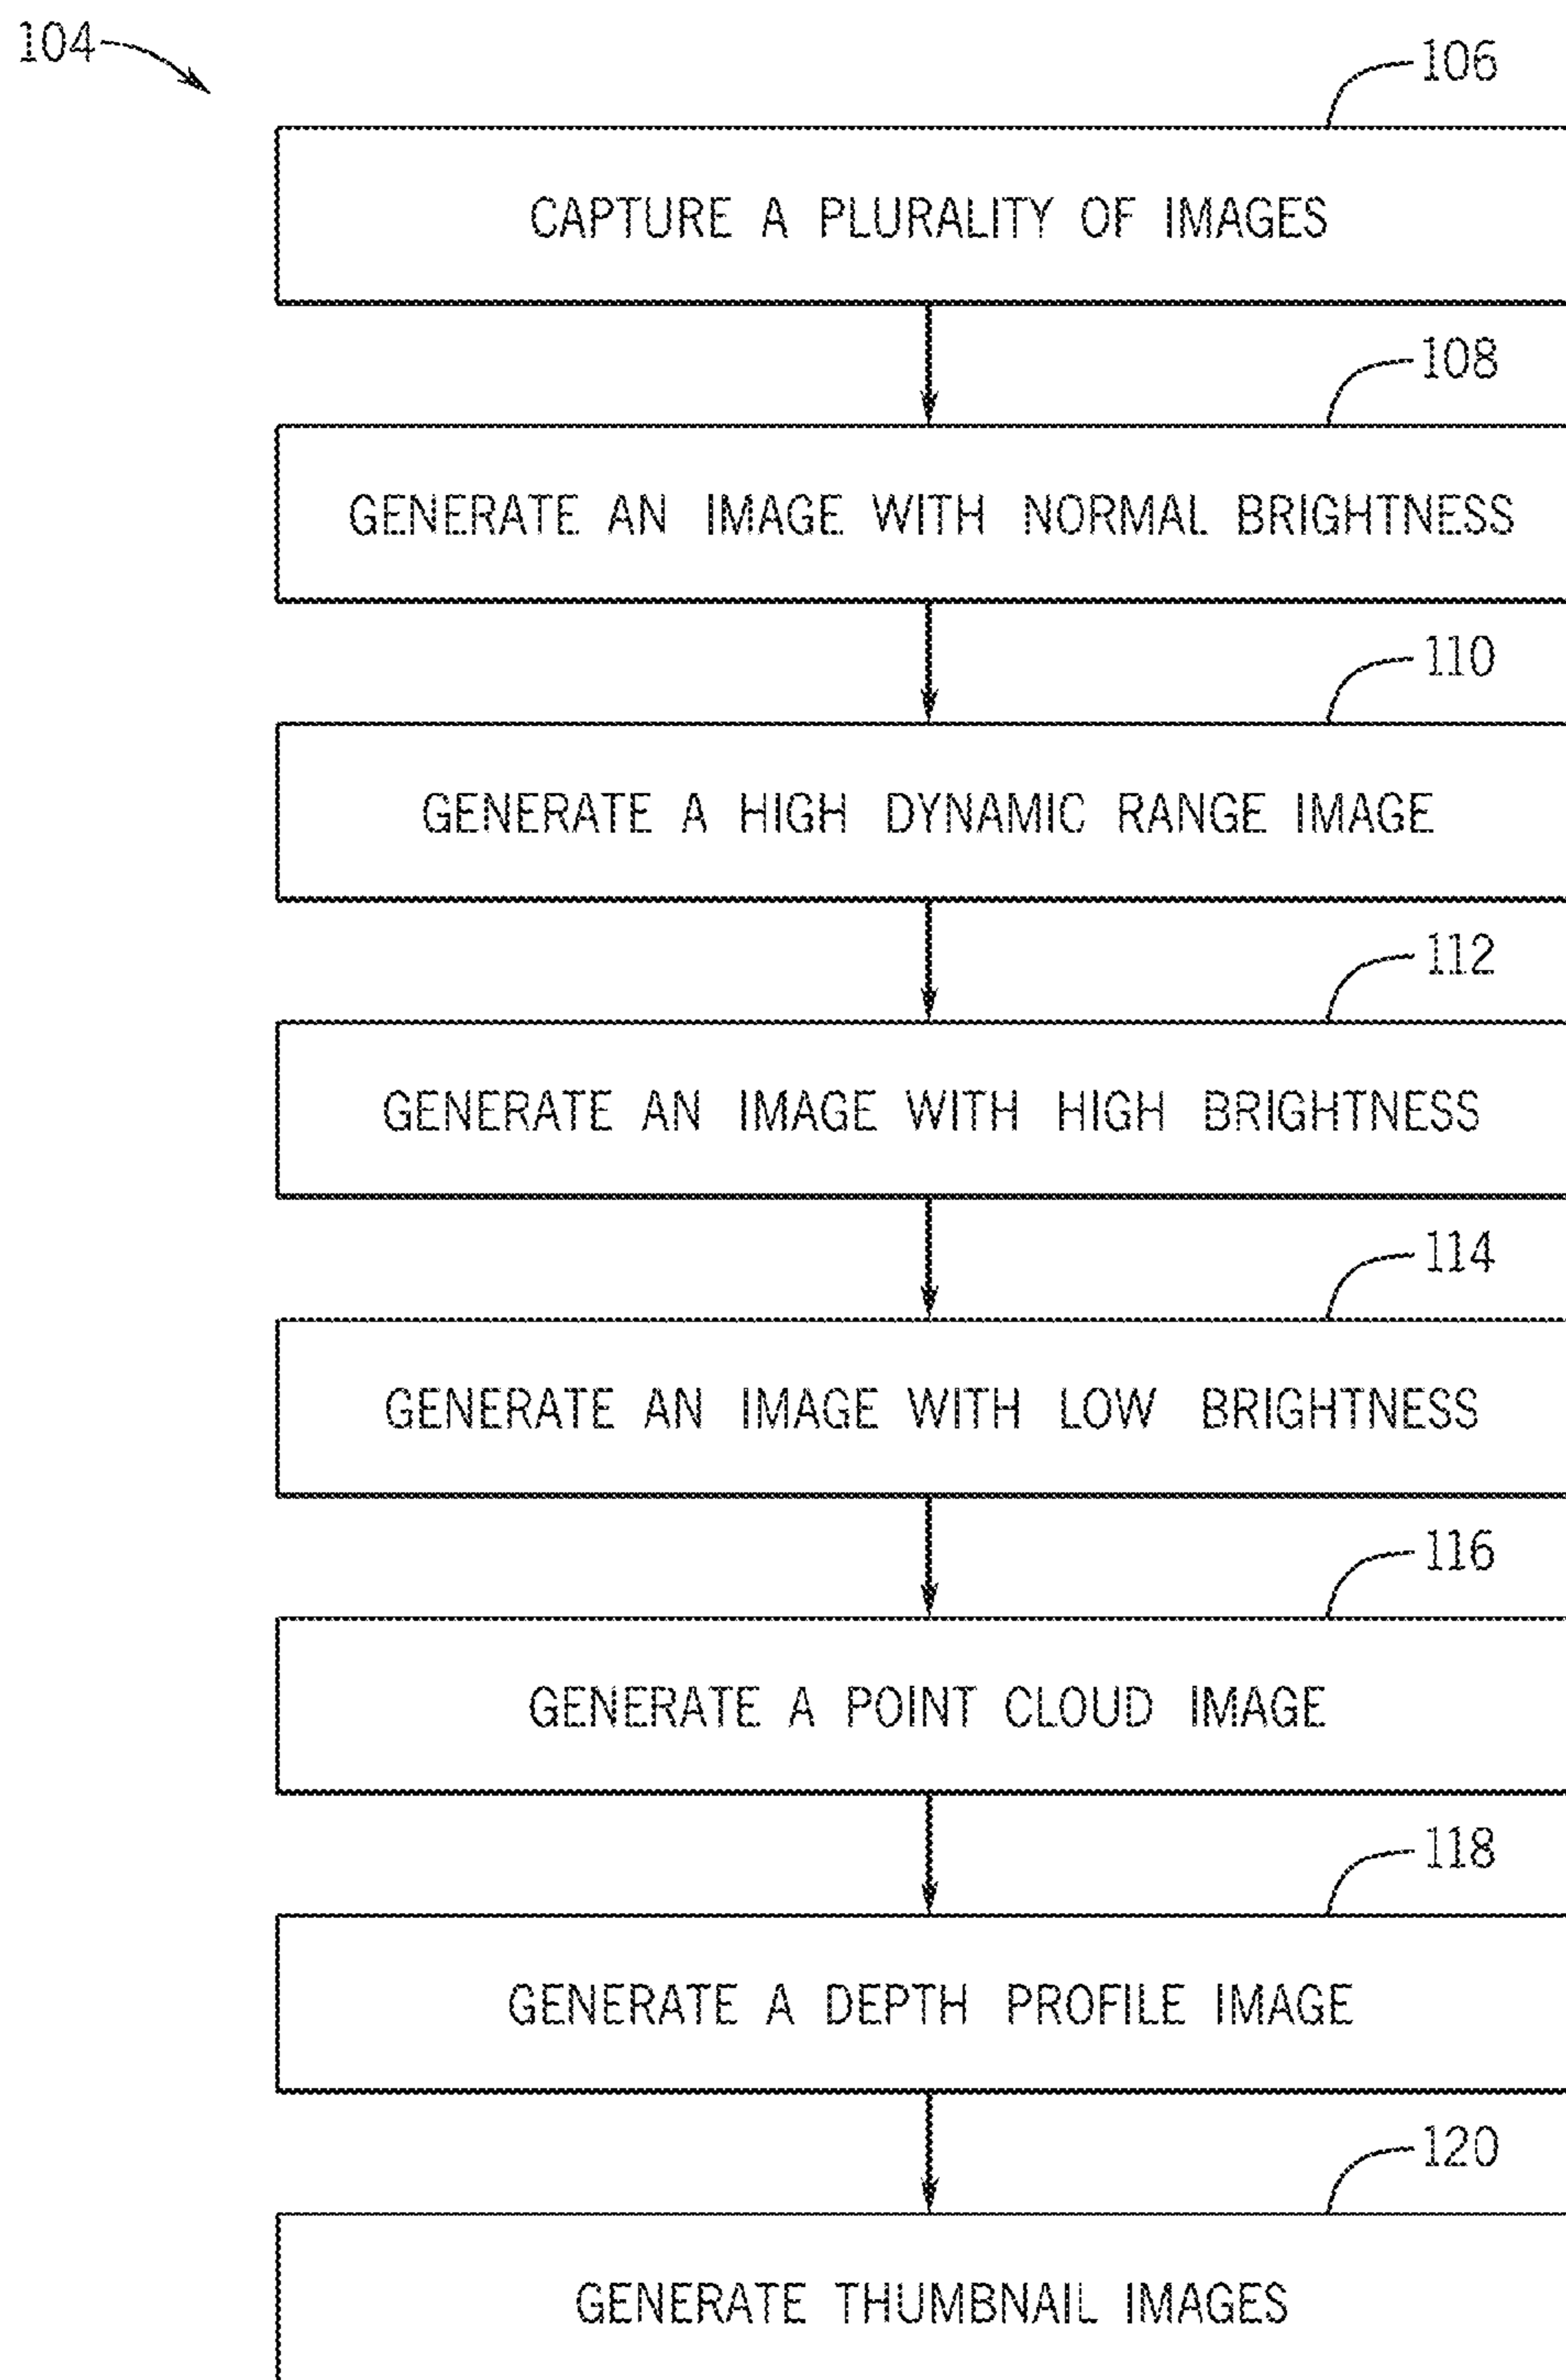 104
106
CAPTURE A PLURALITY OF IMAGES
108
GENERATE AN IMAGE WITH NORMAL BRIGHTNESS
110
GENERATE A HIGH DYNAMIC RANGE IMAGE
112
GENERATE AN IMAGE WITH HIGH BRIGHTNESS
114
GENERATE AN IMAGE WITH LOW BRIGHTNESS
116
GENERATE A POINT CLOUD IMAGE
118
GENERATE A DEPTH PROFILE IMAGE
120
GENERATE THUMBNAIL IMAGES